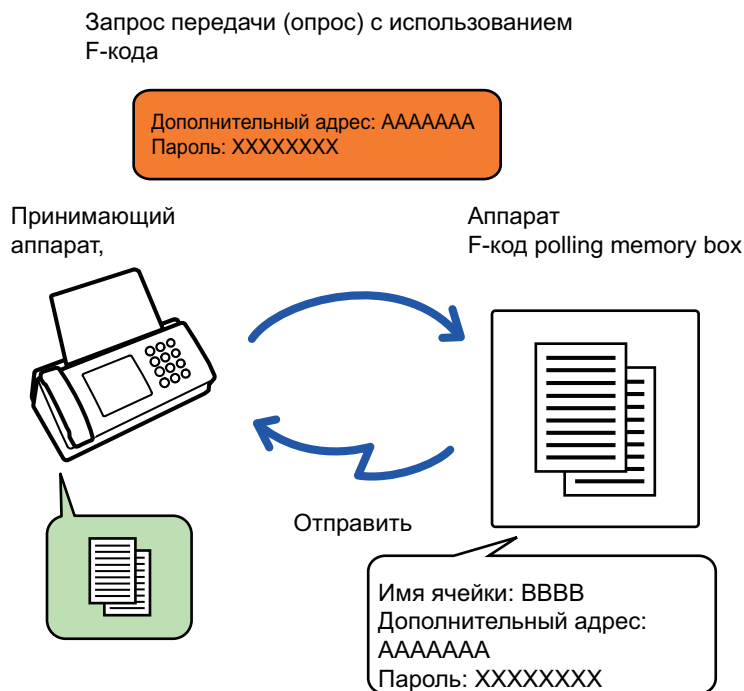 Запрос передачи (опрос) с использованием
F-кода
Дополнительный адрес: AAAAAAA
Пароль: XXXXXXXX
Принимающий
аппарат,
Аппарат
F-код polling memory box
Отправить
Имя ячейки: BBBB
Дополнительный адрес:
AAAAAAA
Пароль: XXXXXXXX